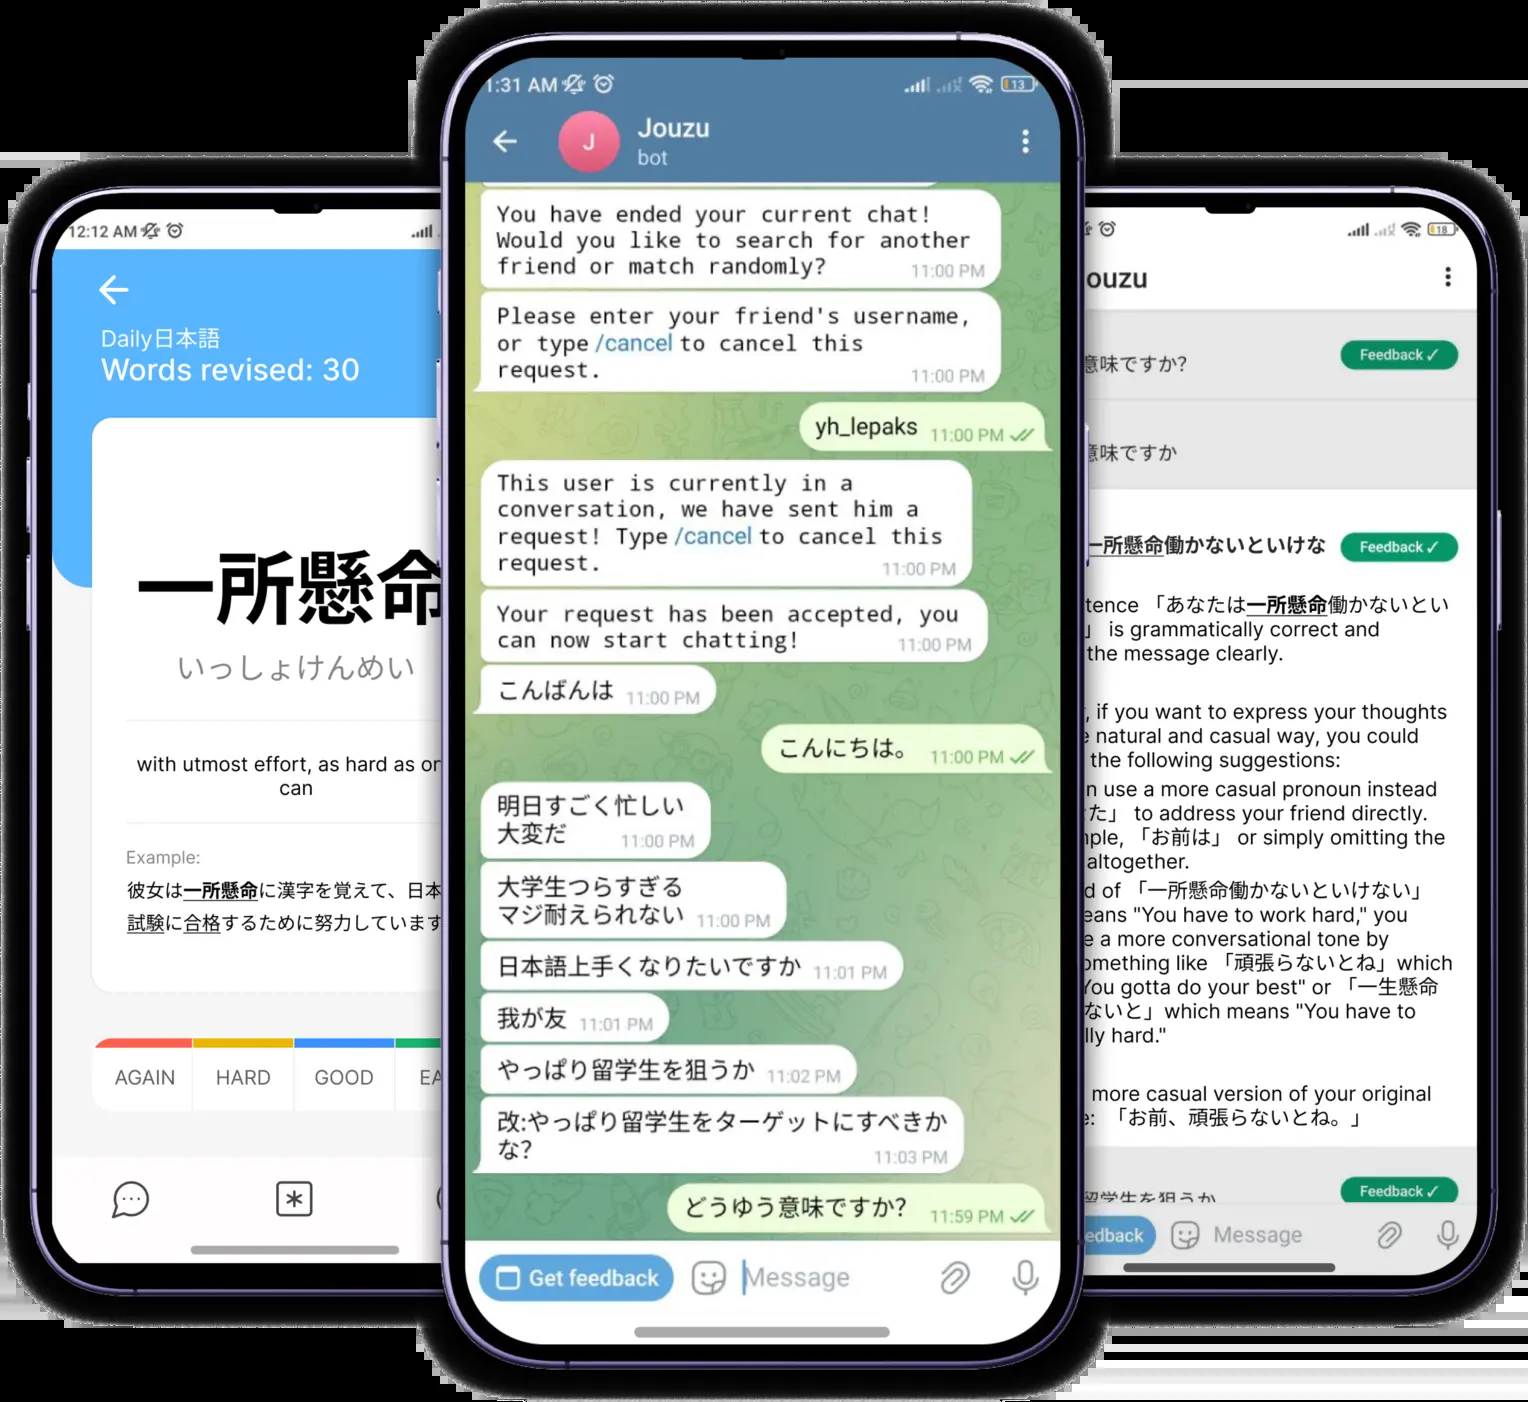 12:12 AM
Daily日本語
Words revised: 30
一所懸命
いっしょけんめい
with utmost effort, as hard as
can
Example:
彼女は一所懸命に漢字を覚えて、日本
試験に合格するために努力しています
AGAIN HARD GOOD
1:31 AM 13
J Jouzu
bot
You have ended your current chat!
Would you like to search for another
friend or match randomly? 11:00 PM
Please enter your friend's username,
or type /cancel to cancel this
request. 11:00 PM
yh_lepaks 11:00 PM
This user is currently in a
conversation, we have sent him a
request! Type /cancel to cancel this
request. 11:00 PM
Your request has been accepted, you
can now start chatting! 11:00 PM
こんばんは 11:00 PM
こんにちは。 11:00 PM
明日すごく忙しい
大変だ 11:00 PM
大学生つらすぎる
マジ耐えられない 11:00 PM
日本語上手くなりたいですか 11:01 PM
我が友 11:01 PM
やっぱり留学生を狙うか 11:02 PM
改:やっぱり留学生をターゲットにすべきか
な? 11:03 PM
どうゆう意味ですか? 11:59 PM
Get feedback Message
18
ouzu
意味ですか? Feedback ✓
意味ですか
一所懸命働かないといけな Feedback ✓
tence 「あなたは一所懸命働かないとい
」 is grammatically correct and
the message clearly.
, if you want to express your thoughts
natural and casual way, you could
the following suggestions:
n use a more casual pronoun instead
た」 to address your friend directly.
mple, 「お前は」 or simply omitting the
altogether.
d of 「一所懸命働かないといけない」
eans "You have to work hard," you
e a more conversational tone by
omething like 「頑張らないとね」which
You gotta do your best" or 「一生懸命
ないと」which means "You have to
lly hard."
more casual version of your original
e: 「お前、頑張らないとね。」
留学生を狙うか Feedback ✓
edback Message